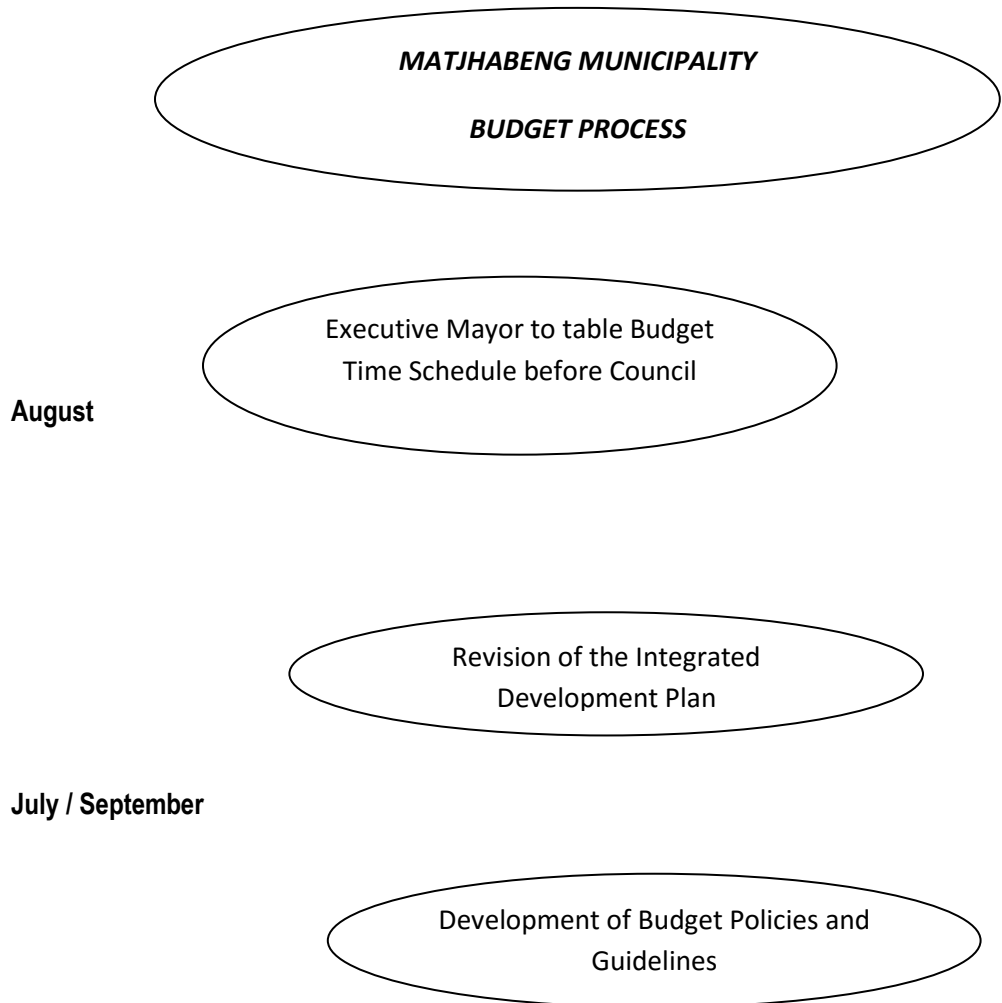 MATJHABENG MUNICIPALITY
BUDGET PROCESS
Executive Mayor to table Budget
Time Schedule before Council
August
Revision of the Integrated
Development Plan
July / September
Development of Budget Policies and
Guidelines